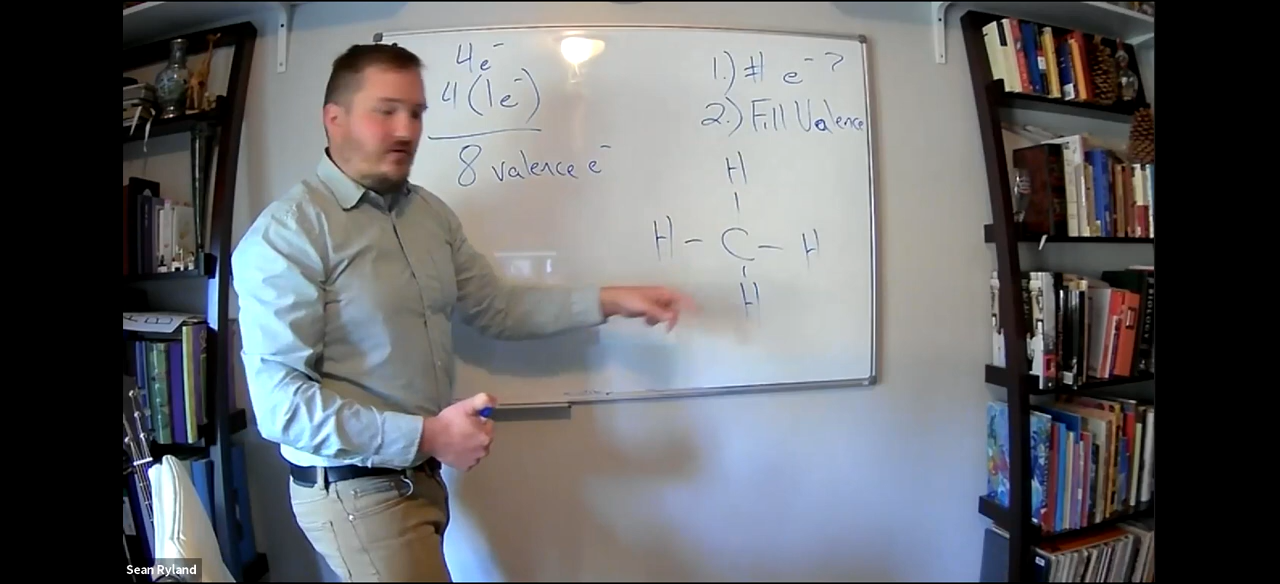 4e⁻
4(1e⁻)
8 valence e⁻
1.) # e⁻?
2.) Fill Valence
H
H - C - H
H
Sean Ryland